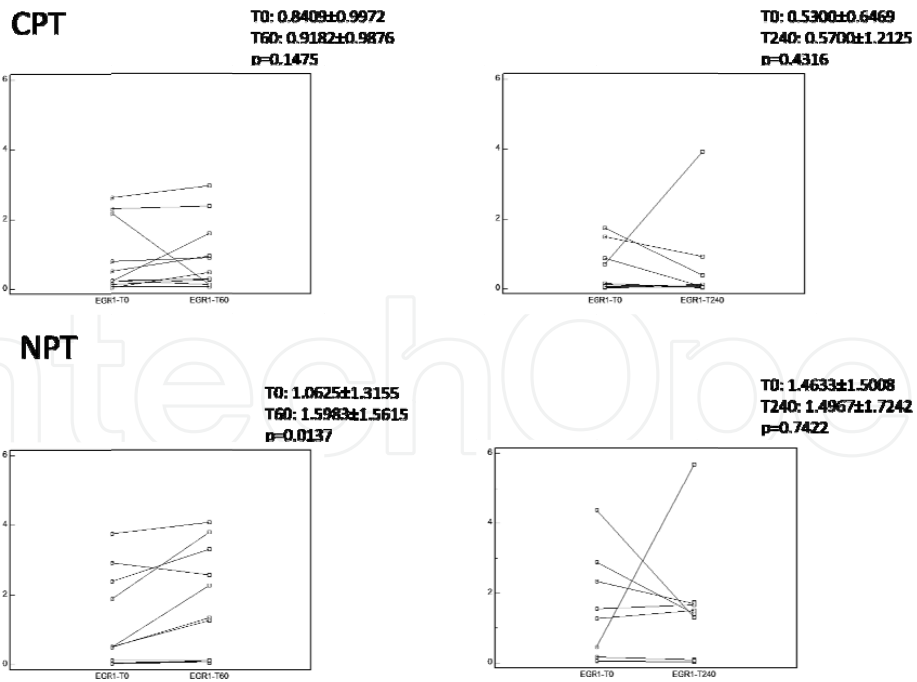 CPT
T0: 0.8409±0.9972
T60: 0.9182±0.9876
p=0.1475
T0: 0.5300±0.6469
T240: 0.5700±1.2125
p=0.4316
6
4
2
0
EGR1-T0 EGR1-T60
6
4
2
0
EGR1-T0 EGR1-T240
NPT
T0: 1.0625±1.3155
T60: 1.5983±1.5615
p=0.0137
T0: 1.4633±1.5008
T240: 1.4967±1.7242
p=0.7422
6
4
2
0
EGR1-T0 EGR1-T60
6
4
2
0
EGR1-T0 EGR1-T240
ntechOpe